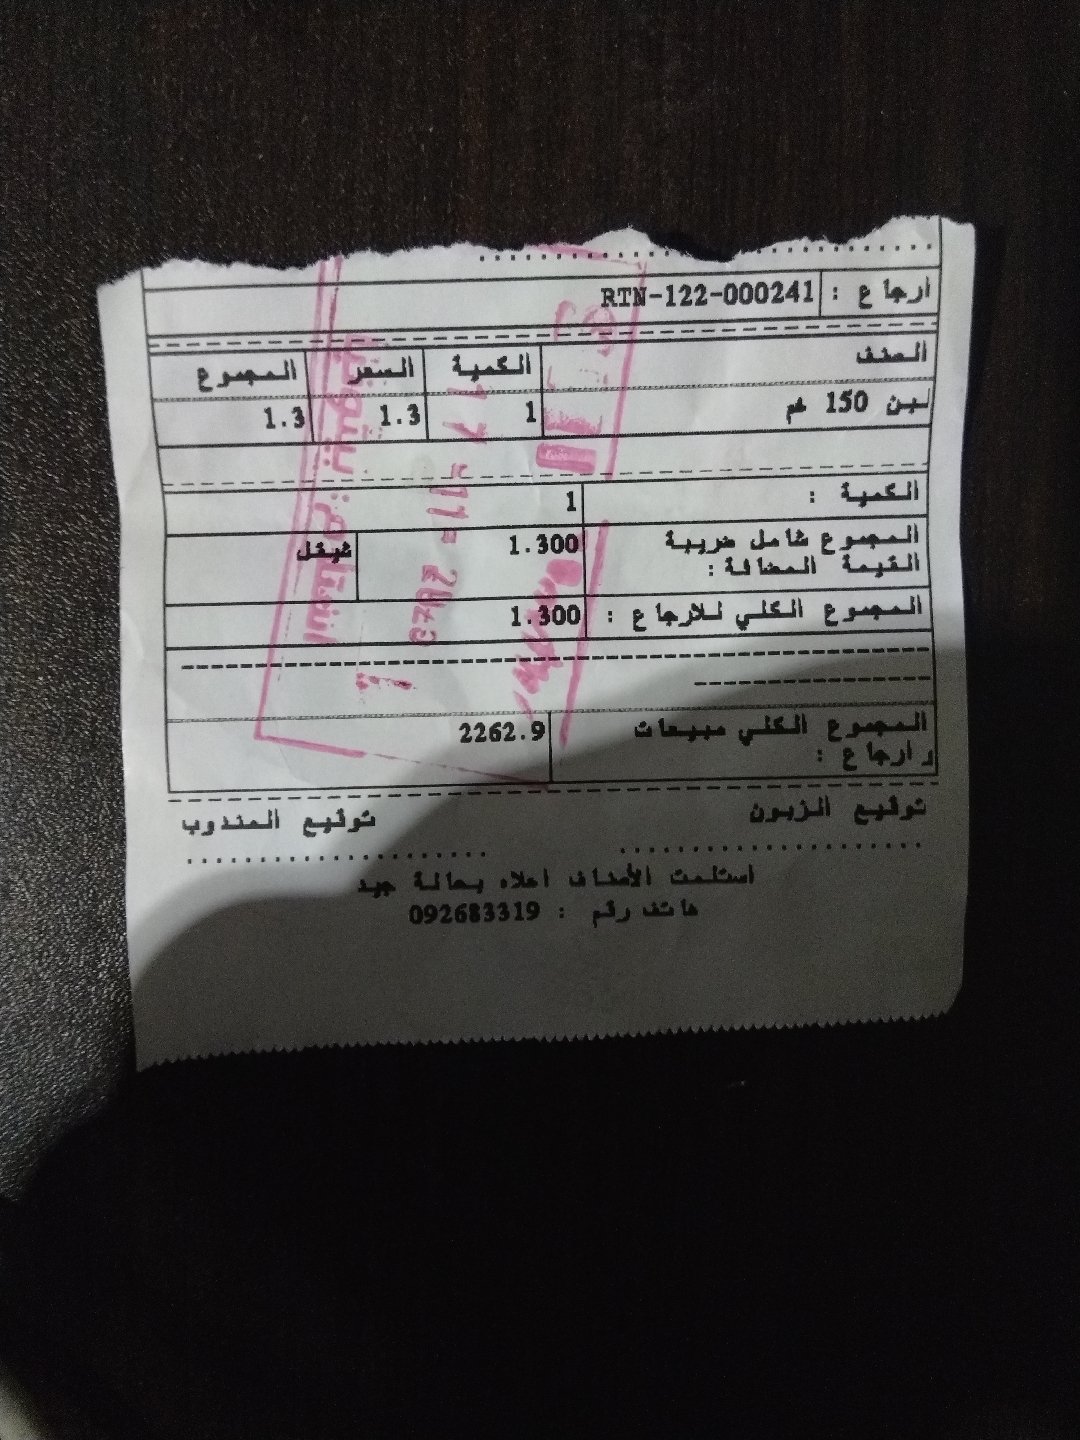 ارجاع : RTN-122-000241
الصنف الكمية السعر المجموع
لبن 150 غم 1 1.3 1.3
الكمية : 1
المجموع شامل ضريبة 1.300 شيقل
القيمة المضافة :
المجموع الكلي للارجاع : 1.300
المجموع الكلي مبيعات 2262.9
و ارجاع :
توقيع الزبون توقيع المندوب
استلمت الأصناف اعلاه بحالة جيد
هاتف رقم : 092683319